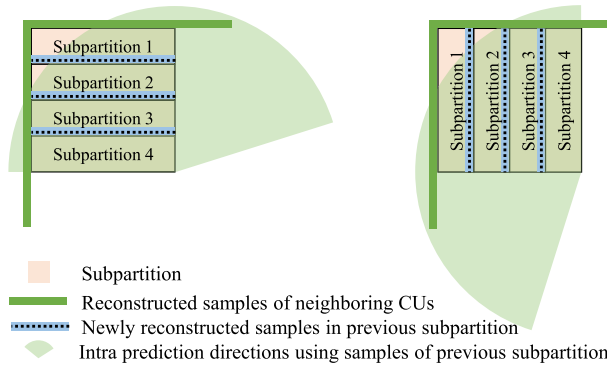 Subpartition 1
Subpartition 2
Subpartition 3
Subpartition 4
Subpartition 1
Subpartition 2
Subpartition 3
Subpartition 4
Subpartition
Reconstructed samples of neighboring CUs
Newly reconstructed samples in previous subpartition
Intra prediction directions using samples of previous subpartition